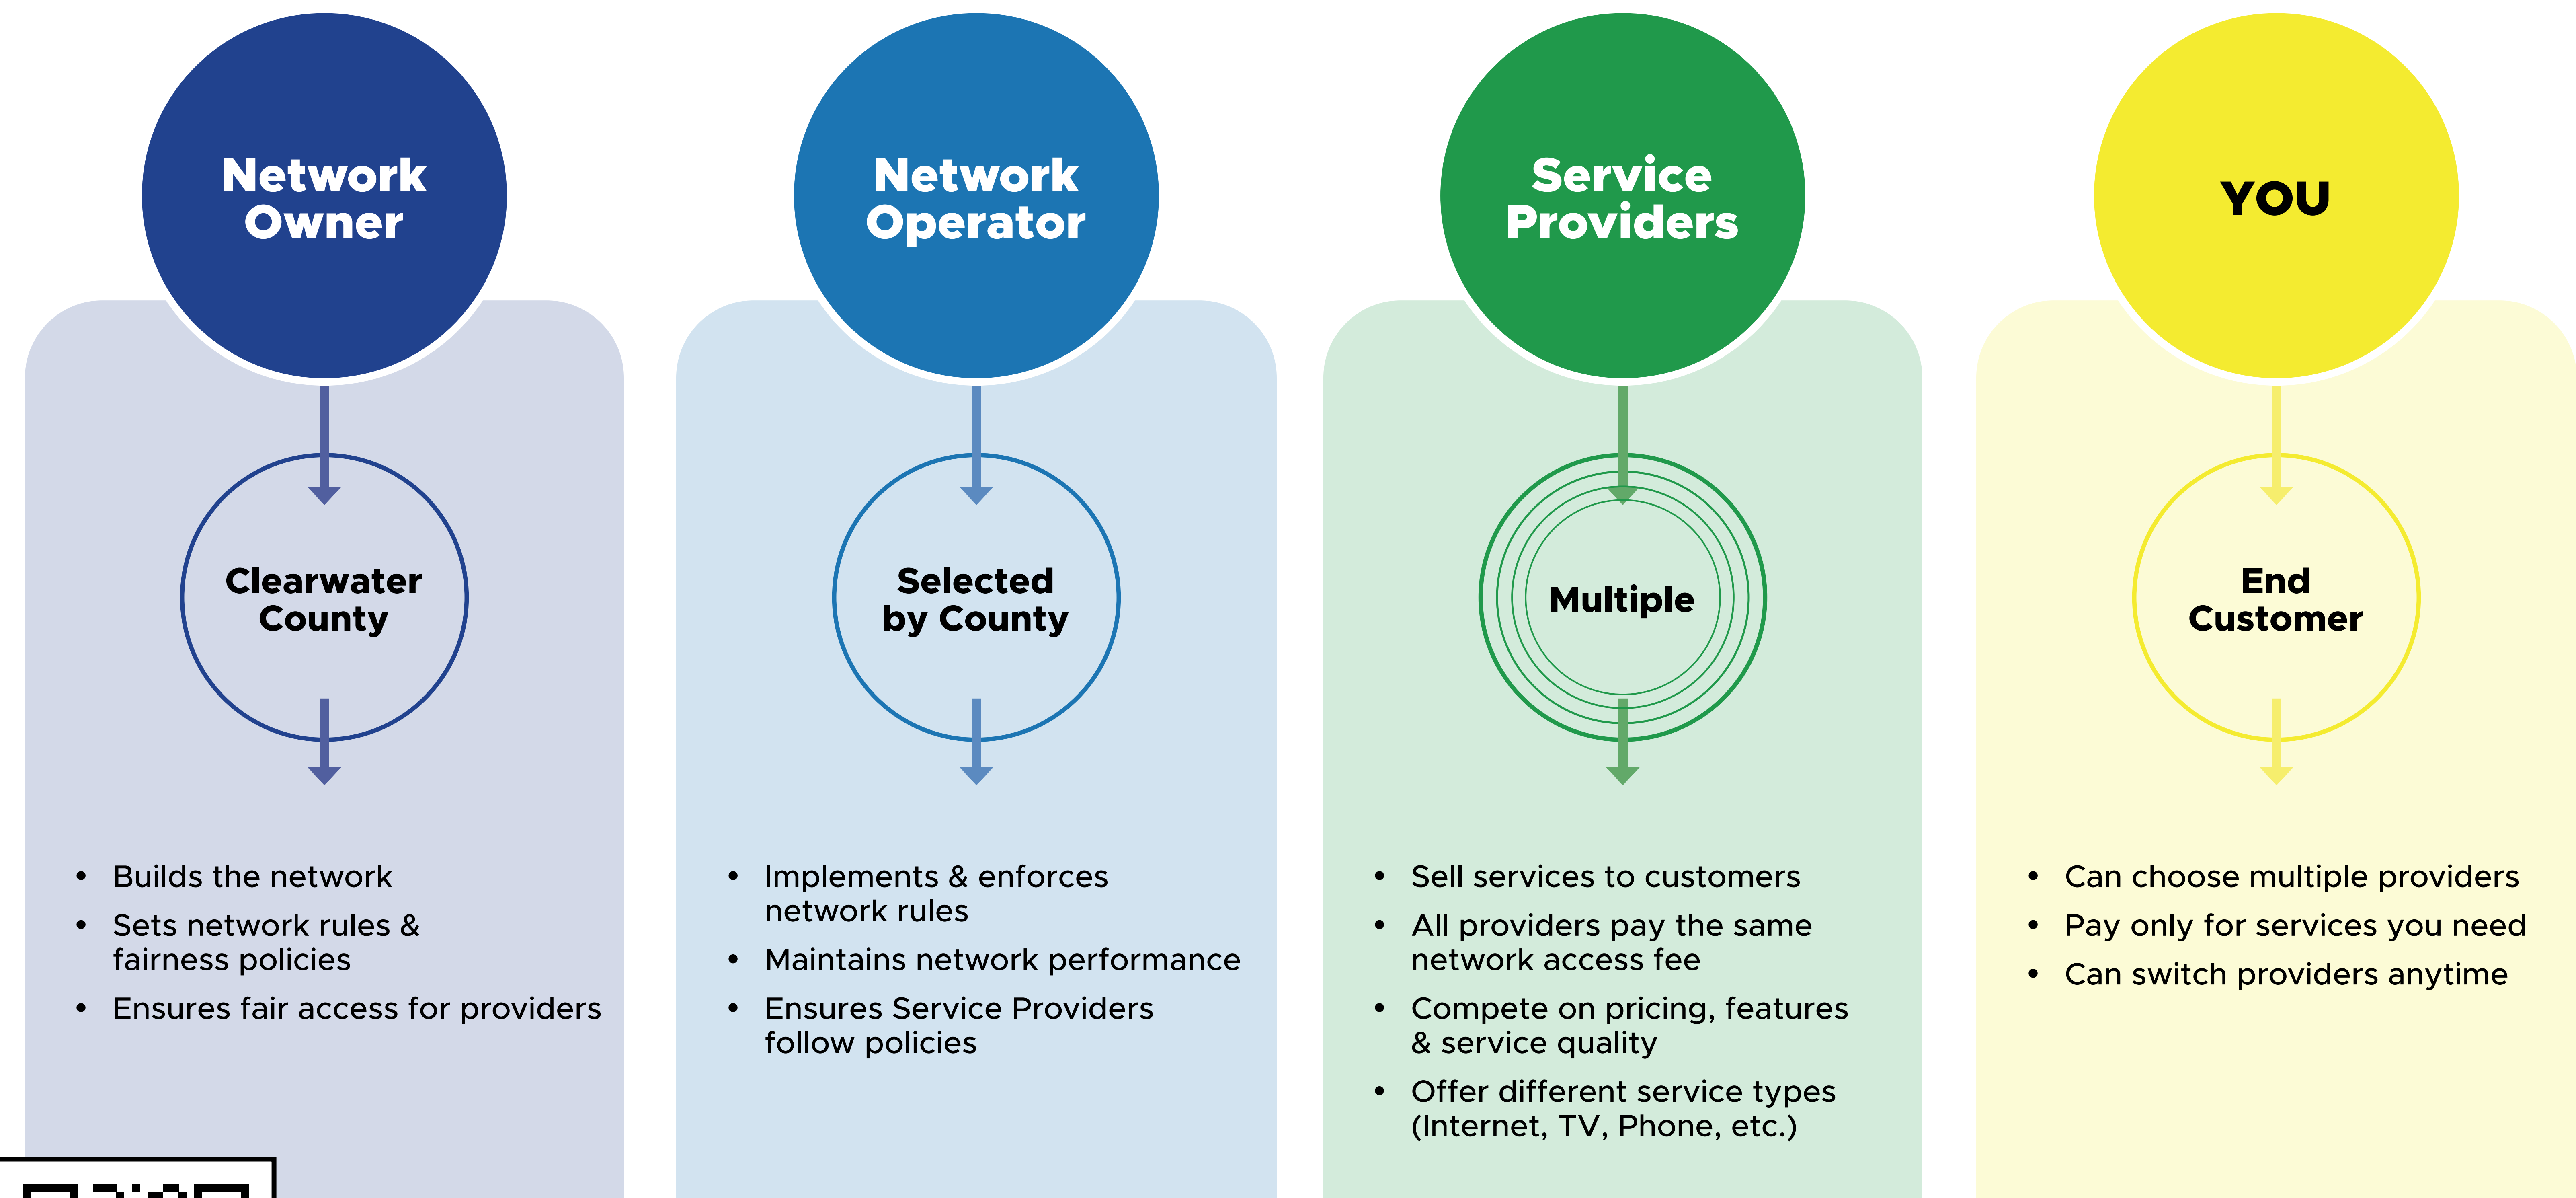 Network
Owner
Clearwater
County
• Builds the network
• Sets network rules &
fairness policies
• Ensures fair access for providers
Network
Operator
Selected
by County
• Implements & enforces
network rules
• Maintains network performance
• Ensures Service Providers
follow policies
Service
Providers
Multiple
• Sell services to customers
• All providers pay the same
network access fee
• Compete on pricing, features
& service quality
• Offer different service types
(Internet, TV, Phone, etc.)
YOU
End
Customer
• Can choose multiple providers
• Pay only for services you need
• Can switch providers anytime